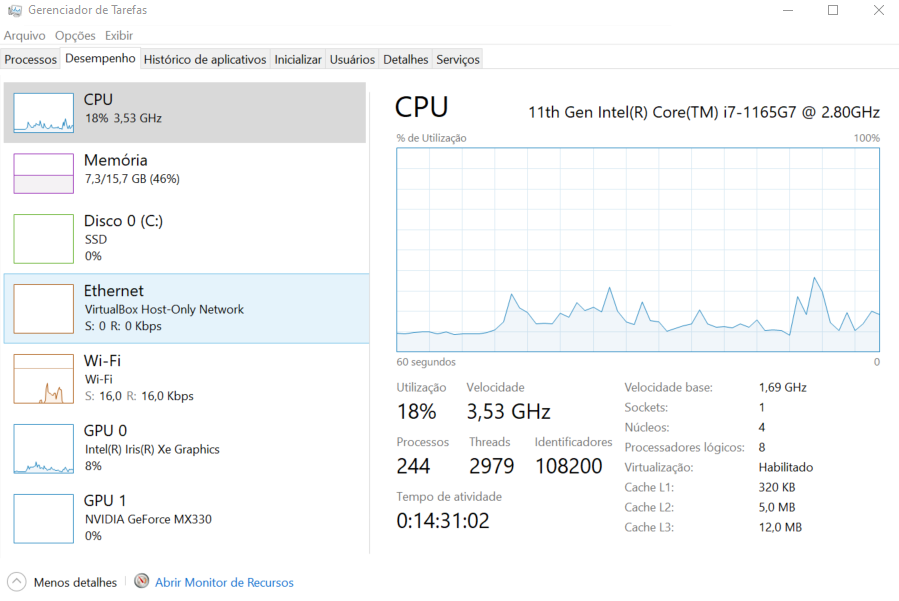 Gerenciador de Tarefas
Arquivo Opções Exibir
Processos Desempenho Histórico de aplicativos Inicializar Usuários Detalhes Serviços
CPU
18% 3,53 GHz
Memória
7,3/15,7 GB (46%)
Disco 0 (C:)
SSD
0%
Ethernet
VirtualBox Host-Only Network
S: 0 R: 0 Kbps
Wi-Fi
Wi-Fi
S: 16,0 R: 16,0 Kbps
GPU 0
Intel(R) Iris(R) Xe Graphics
8%
GPU 1
NVIDIA GeForce MX330
0%
CPU 11th Gen Intel(R) Core(TM) i7-1165G7 @ 2.80GHz
% de Utilização 100%
60 segundos 0
Utilização Velocidade
18% 3,53 GHz
Processos Threads Identificadores
244 2979 108200
Tempo de atividade
0:14:31:02
Velocidade base: 1,69 GHz
Sockets: 1
Núcleos: 4
Processadores lógicos: 8
Virtualização: Habilitado
Cache L1: 320 KB
Cache L2: 5,0 MB
Cache L3: 12,0 MB
Menos detalhes Abrir Monitor de Recursos